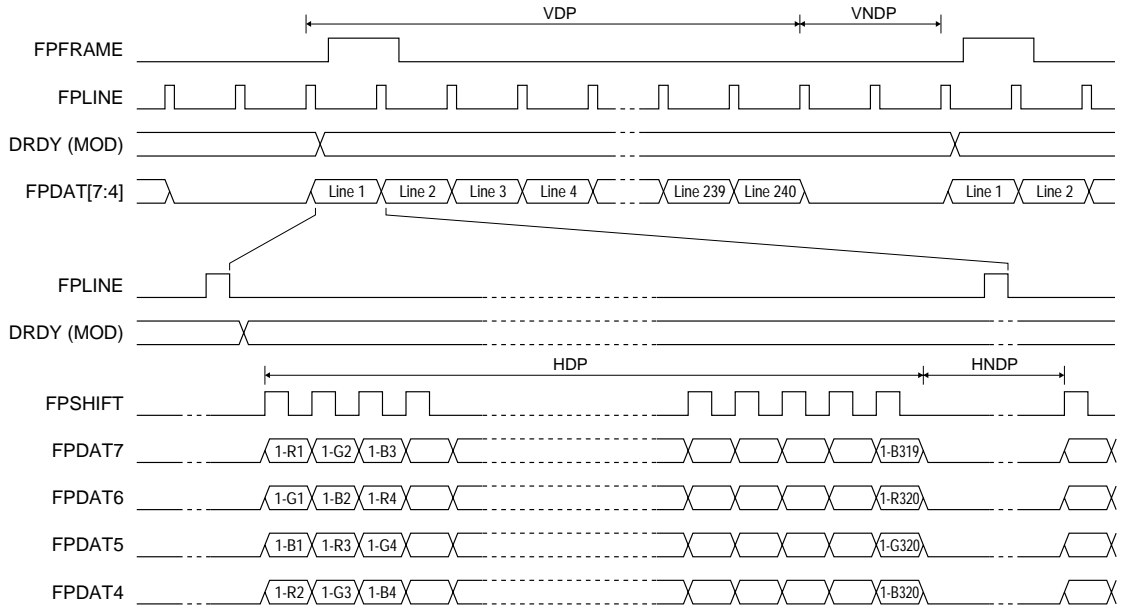 VDP VNDP
FPFRAME
FPLINE
DRDY (MOD)
FPDAT[7:4] Line 1 Line 2 Line 3 Line 4 Line 239 Line 240 Line 1 Line 2
FPLINE
DRDY (MOD)
HDP HNDP
FPSHIFT
FPDAT7 1-R1 1-G2 1-B3 1-B319
FPDAT6 1-G1 1-B2 1-R4 1-R320
FPDAT5 1-B1 1-R3 1-G4 1-G320
FPDAT4 1-R2 1-G3 1-B4 1-B320